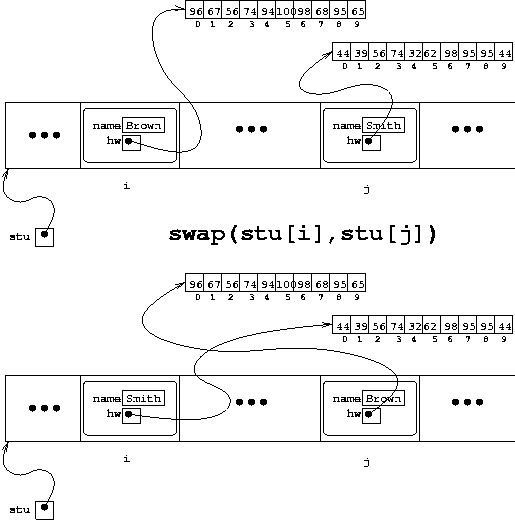 96 67 56 74 94 100 98 68 95 65
0 1 2 3 4 5 6 7 8 9
44 39 56 74 32 62 98 95 95 44
0 1 2 3 4 5 6 7 8 9
name Brown
hw
name Smith
hw
i
j
stu
swap(stu[i],stu[j])
96 67 56 74 94 100 98 68 95 65
0 1 2 3 4 5 6 7 8 9
44 39 56 74 32 62 98 95 95 44
0 1 2 3 4 5 6 7 8 9
name Smith
hw
name Brown
hw
i
j
stu